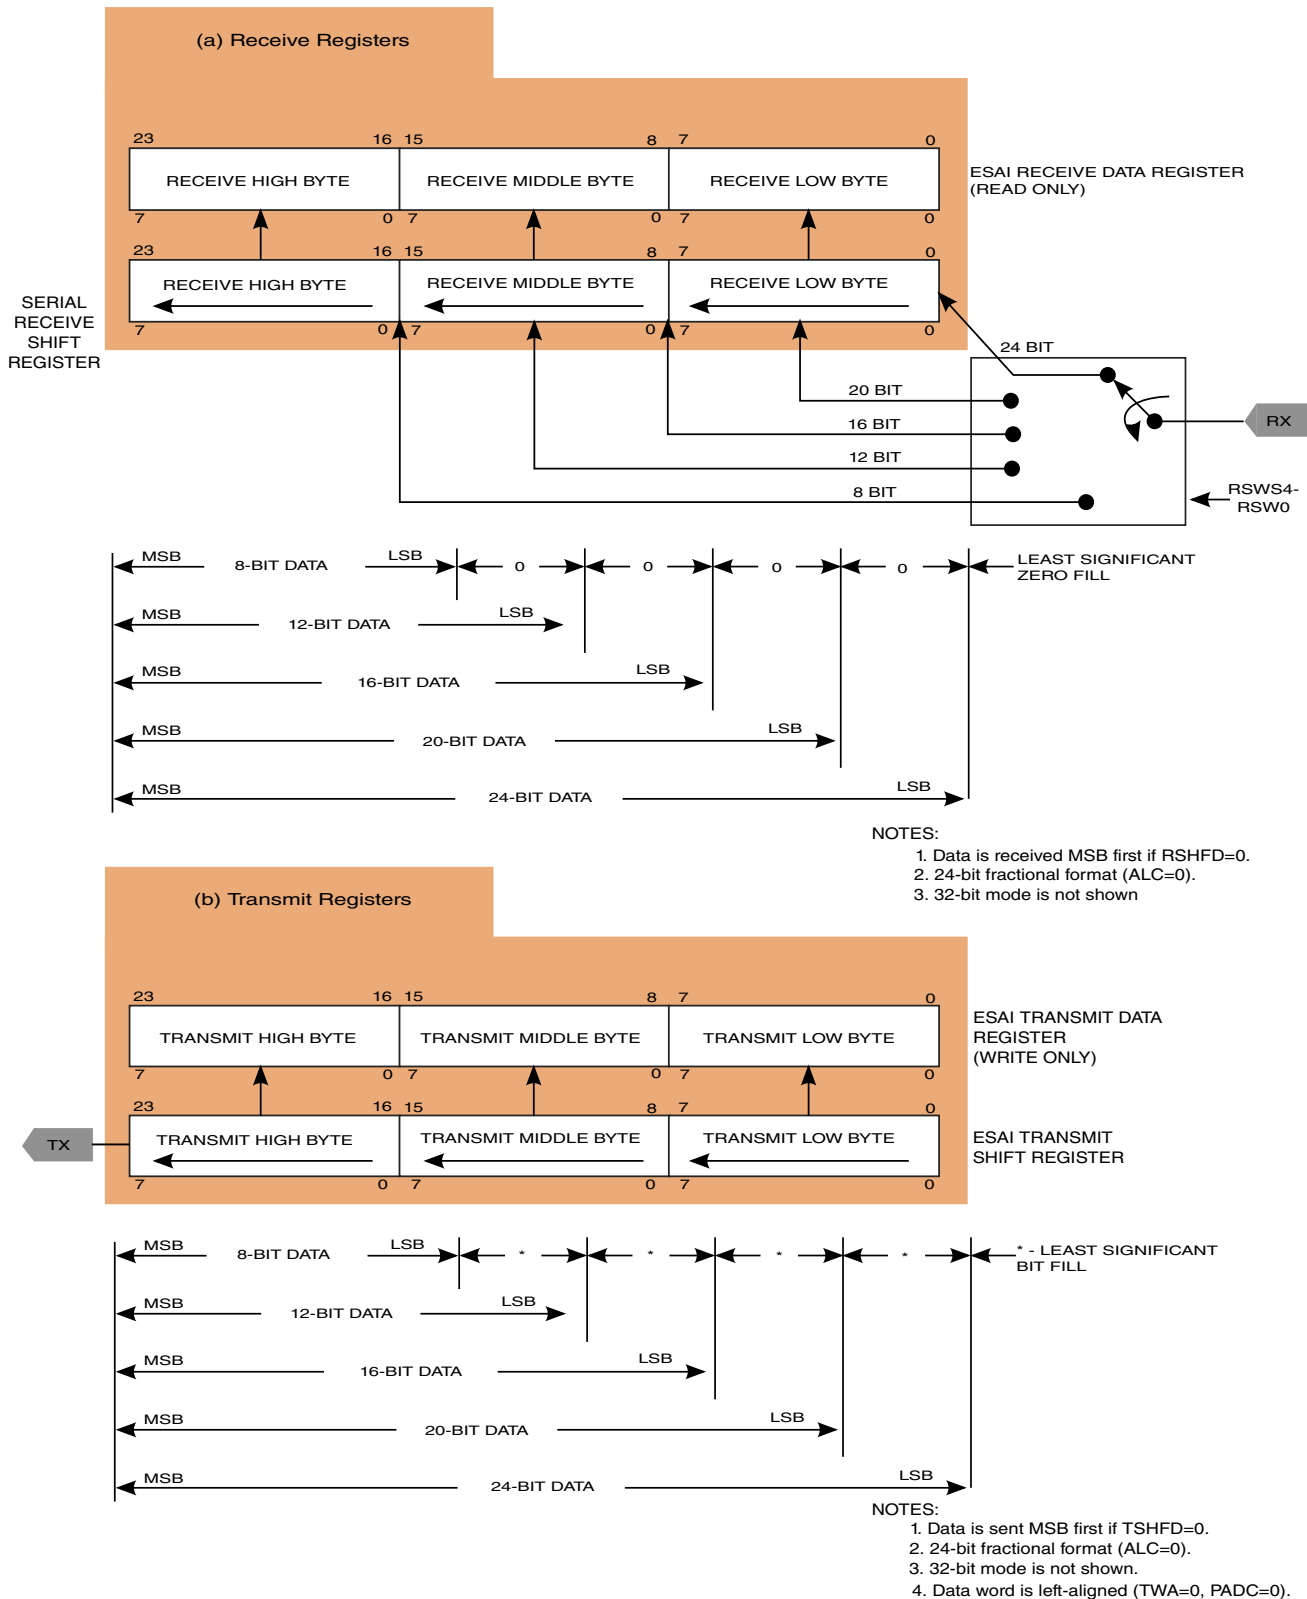 (a) Receive Registers
23 16 15 8 7 0
RECEIVE HIGH BYTE RECEIVE MIDDLE BYTE RECEIVE LOW BYTE
ESAI RECEIVE DATA REGISTER
(READ ONLY)
7 0 7 0 7 0
23 16 15 8 7 0
RECEIVE HIGH BYTE RECEIVE MIDDLE BYTE RECEIVE LOW BYTE
SERIAL
RECEIVE
SHIFT
REGISTER
7 0 7 0 7 0
24 BIT
20 BIT
16 BIT
12 BIT
8 BIT
RX
RSWS4-
RSW0
MSB 8-BIT DATA LSB 0 0 0 0
LEAST SIGNIFICANT
ZERO FILL
MSB 12-BIT DATA LSB
MSB 16-BIT DATA LSB
MSB 20-BIT DATA LSB
MSB 24-BIT DATA LSB
NOTES:
1. Data is received MSB first if RSHFD=0.
2. 24-bit fractional format (ALC=0).
3. 32-bit mode is not shown
(b) Transmit Registers
23 16 15 8 7 0
TRANSMIT HIGH BYTE TRANSMIT MIDDLE BYTE TRANSMIT LOW BYTE
ESAI TRANSMIT DATA
REGISTER
(WRITE ONLY)
7 0 7 0 7 0
23 16 15 8 7 0
TX
TRANSMIT HIGH BYTE TRANSMIT MIDDLE BYTE TRANSMIT LOW BYTE
ESAI TRANSMIT
SHIFT REGISTER
7 0 7 0 7 0
MSB 8-BIT DATA LSB * * * *
* - LEAST SIGNIFICANT
BIT FILL
MSB 12-BIT DATA LSB
MSB 16-BIT DATA LSB
MSB 20-BIT DATA LSB
MSB 24-BIT DATA LSB
NOTES:
1. Data is sent MSB first if TSHFD=0.
2. 24-bit fractional format (ALC=0).
3. 32-bit mode is not shown.
4. Data word is left-aligned (TWA=0, PADC=0).